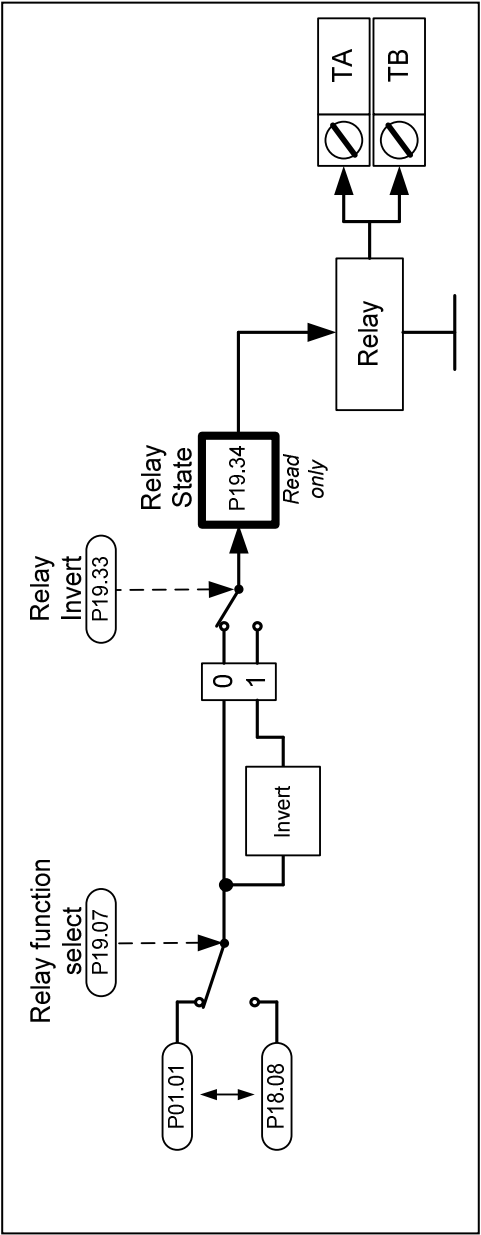 P01.01
P18.08
Relay function
select
P19.07
Invert
0
1
Relay
Invert
P19.33
Relay
State
P19.34
Read
only
Relay
TA
TB